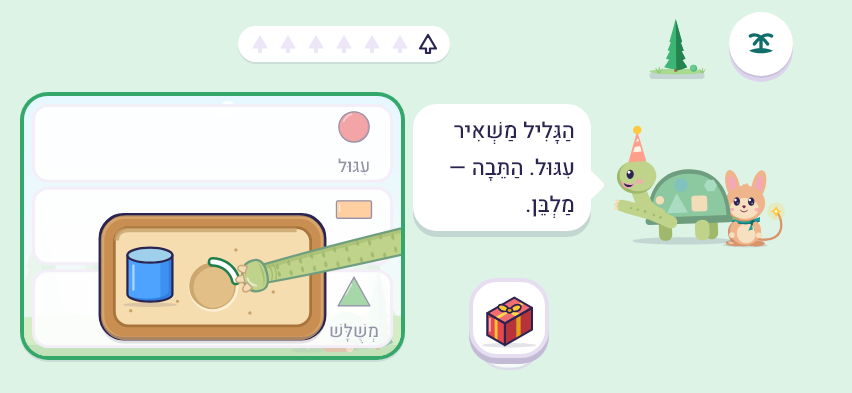 הַגָּלִיל מַשְׁאִיר
עִגּוּל. הַתֵּבָה –
מַלְבֵּן.
עִגּוּל
מְשֻׁלָּשׁ